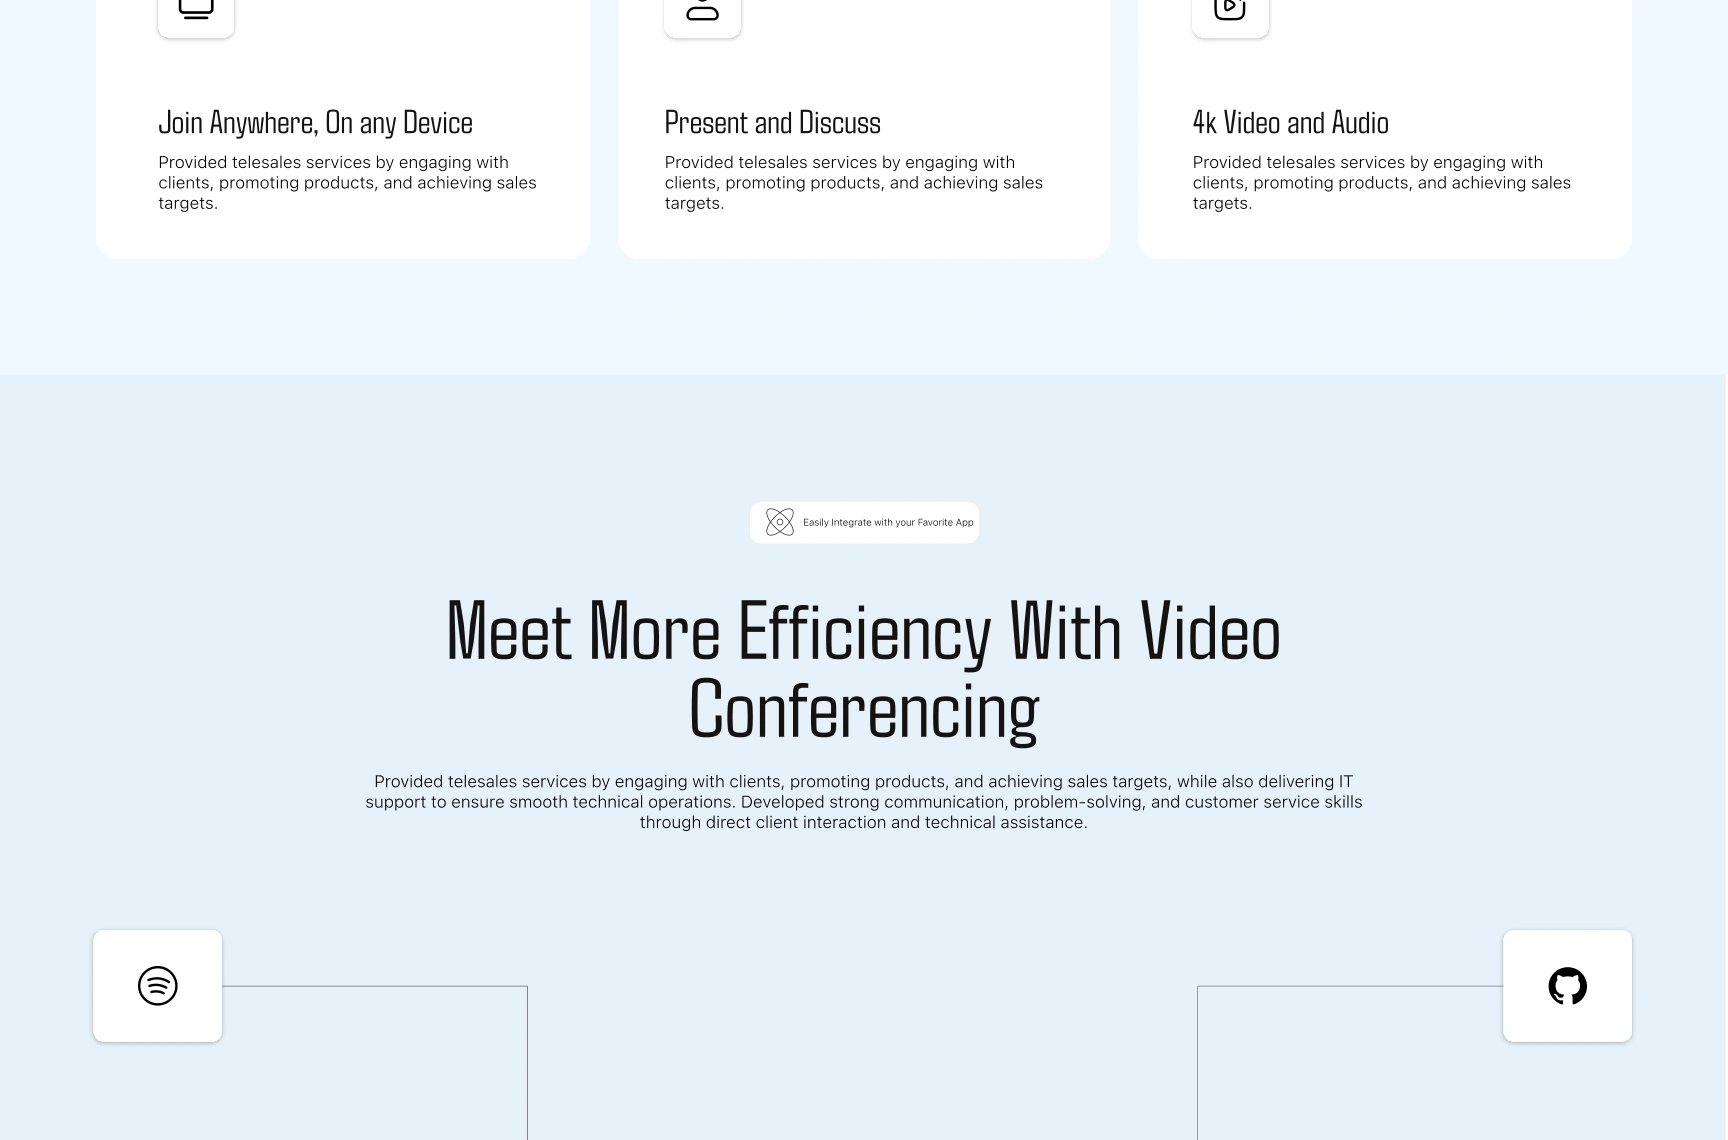 Join Anywhere, On any Device
Provided telesales services by engaging with
clients, promoting products, and achieving sales
targets.
Present and Discuss
Provided telesales services by engaging with
clients, promoting products, and achieving sales
targets.
4k Video and Audio
Provided telesales services by engaging with
clients, promoting products, and achieving sales
targets.
Easily Integrate with your Favorite App
Meet More Efficiency With Video
Conferencing
Provided telesales services by engaging with clients, promoting products, and achieving sales targets, while also delivering IT
support to ensure smooth technical operations. Developed strong communication, problem-solving, and customer service skills
through direct client interaction and technical assistance.